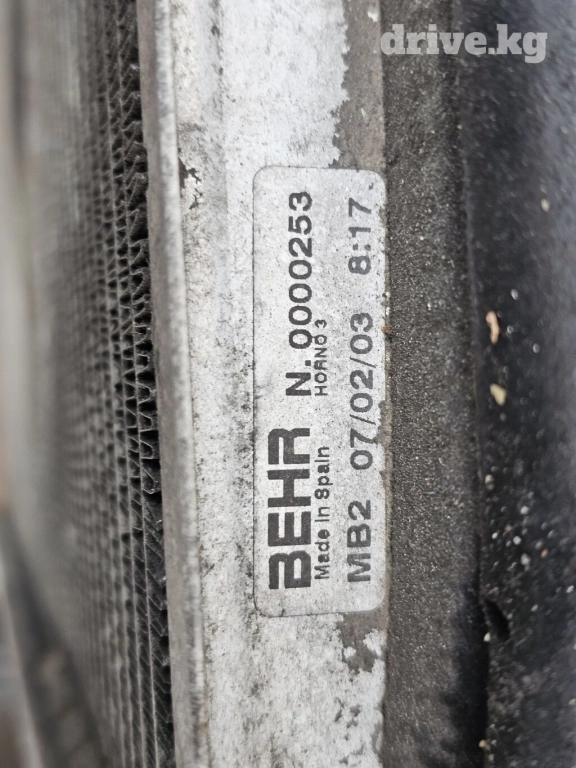 drive.kg
BEHR N. 0000253
Made in Spain HORNO 3
MB2 07/02/03 8:17